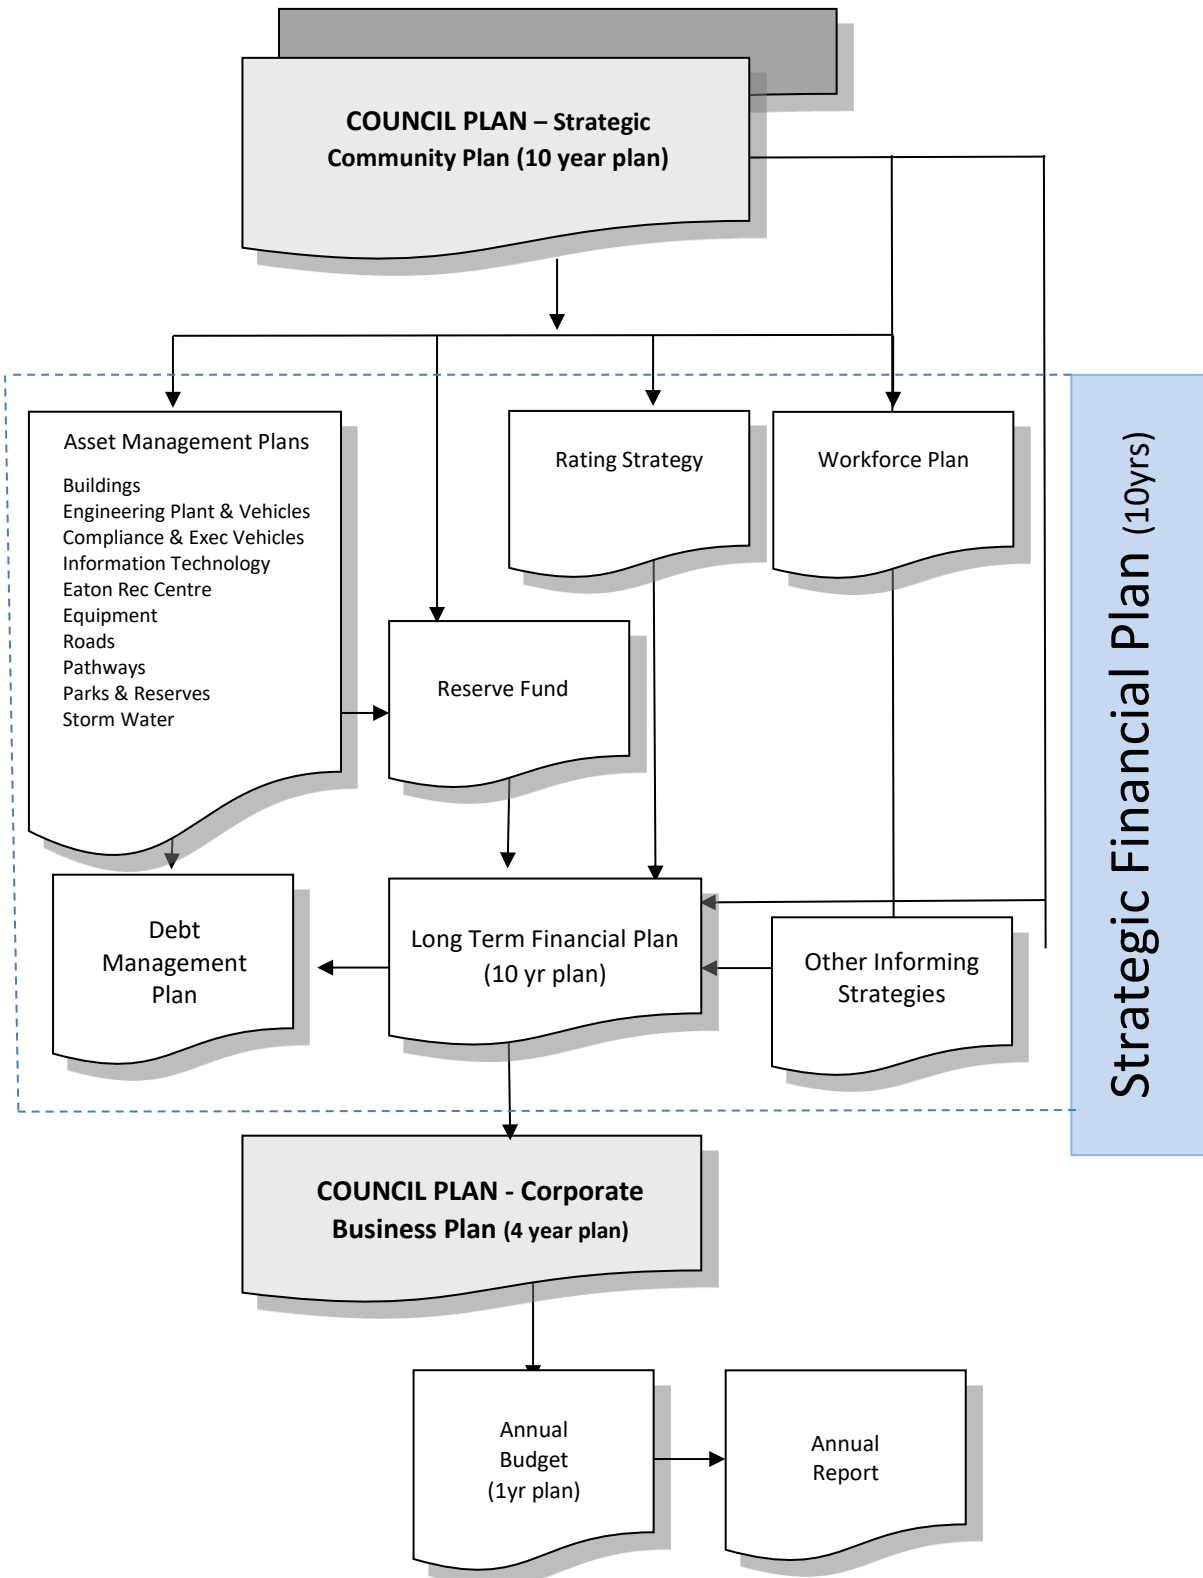 COUNCIL PLAN – Strategic
Community Plan (10 year plan)
Asset Management Plans
Buildings
Engineering Plant & Vehicles
Compliance & Exec Vehicles
Information Technology
Eaton Rec Centre
Equipment
Roads
Pathways
Parks & Reserves
Storm Water
Rating Strategy
Workforce Plan
Reserve Fund
Debt
Management
Plan
Long Term Financial Plan
(10 yr plan)
Other Informing
Strategies
Strategic Financial Plan (10yrs)
COUNCIL PLAN - Corporate
Business Plan (4 year plan)
Annual
Budget
(1yr plan)
Annual
Report